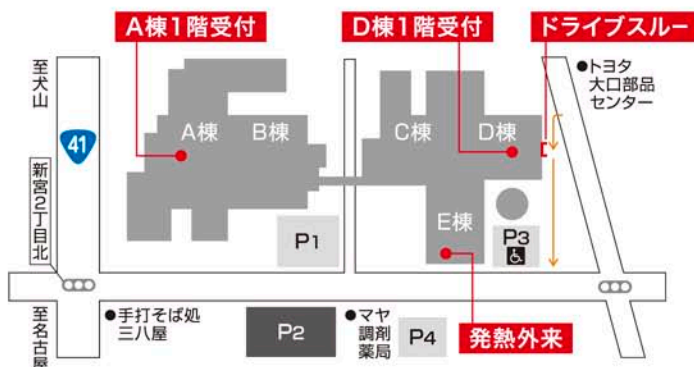 A棟1階受付
D棟1階受付
ドライブスルー
至犬山
41
新宮2丁目北
至名古屋
A棟
B棟
C棟
D棟
E棟
●トヨタ
大口部品
センター
P1
P3
●手打そば処
三八屋
P2
●マヤ
調剤
薬局
P4
発熱外来